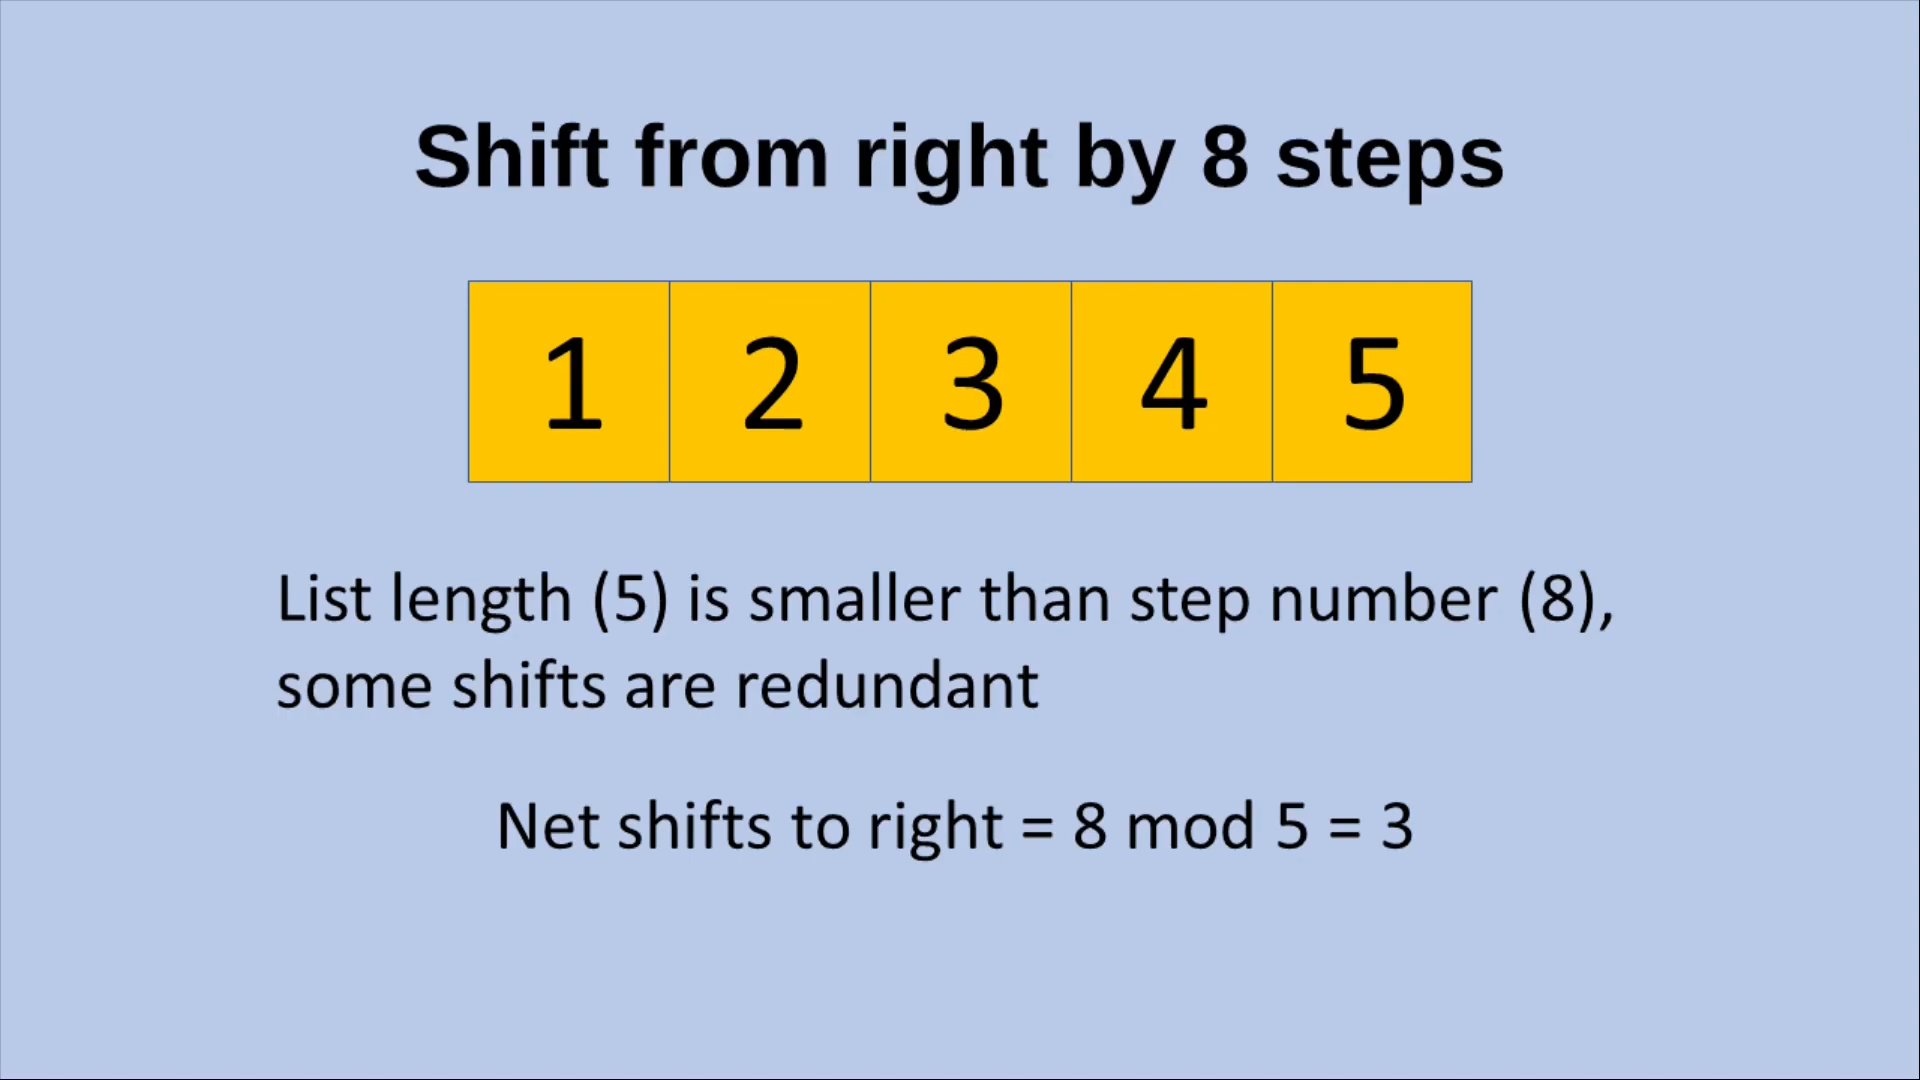 Shift from right by 8 steps
1 2 3 4 5
List length (5) is smaller than step number (8),
some shifts are redundant
Net shifts to right = 8 mod 5 = 3